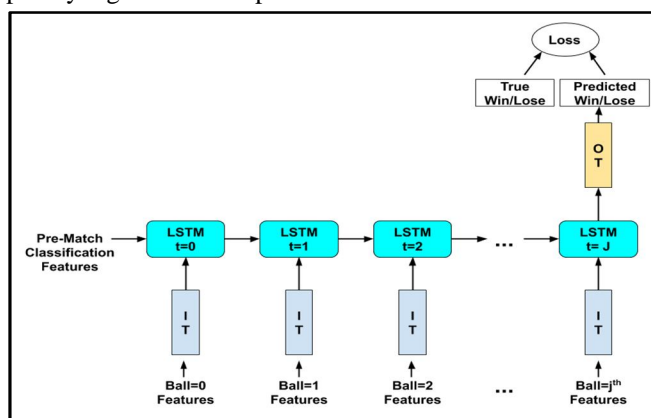 Loss
True
Win/Lose
Predicted
Win/Lose
O
T
Pre-Match
Classification
Features
LSTM
t=0
LSTM
t=1
LSTM
t=2
...
LSTM
t= J
I
T
I
T
I
T
I
T
Ball=0
Features
Ball=1
Features
Ball=2
Features
...
Ball=jth
Features